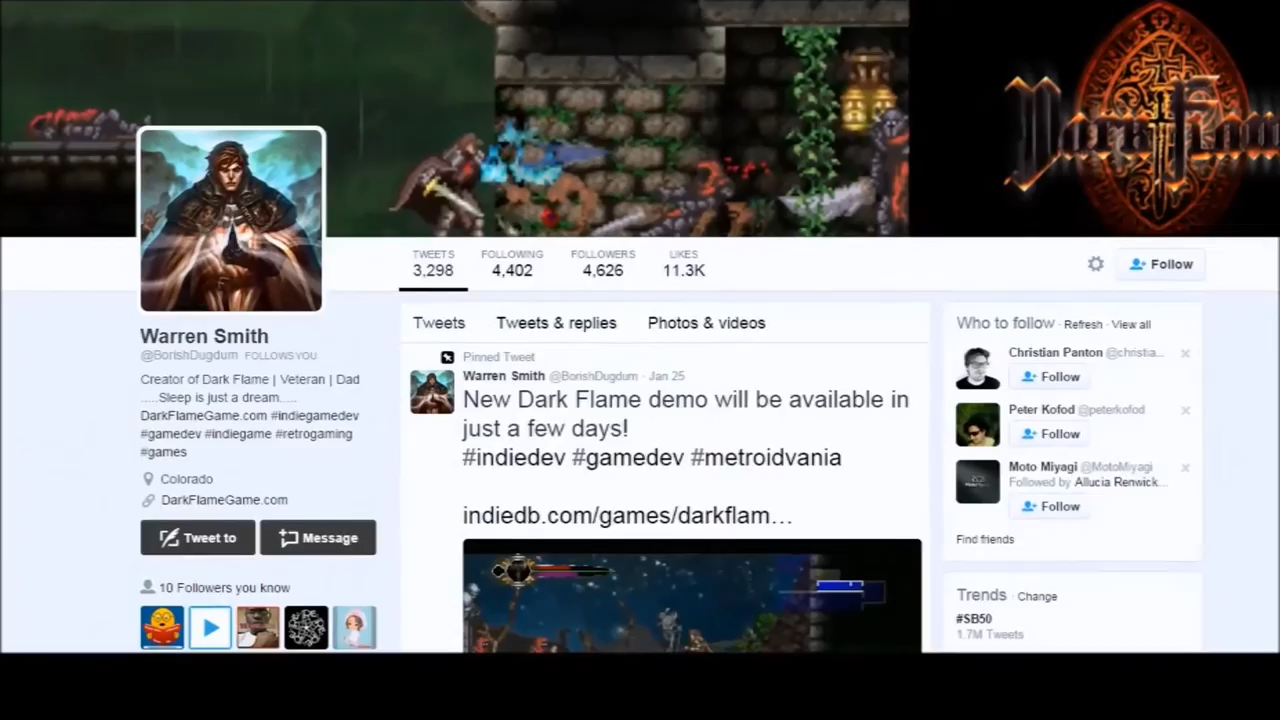 Dark Flam
TWEETS FOLLOWING FOLLOWERS LIKES
3,298 4,402 4,626 11.3K
Follow
Warren Smith
@BorishDugdum FOLLOWS YOU
Creator of Dark Flame | Veteran | Dad
.....Sleep is just a dream.....
DarkFlameGame.com #indiegamedev
#gamedev #indiegame #retrogaming
#games
Colorado
DarkFlameGame.com
Tweet to Message
10 Followers you know
Tweets Tweets & replies Photos & videos
Pinned Tweet
Warren Smith @BorishDugdum · Jan 25
New Dark Flame demo will be available in
just a few days!
#indiedev #gamedev #metroidvania
indiedb.com/games/darkflam…
Who to follow · Refresh · View all
Christian Panton @christia...
Follow
Peter Kofod @peterkofod
Follow
Moto Miyagi @MotoMiyagi
Followed by Allucia Renwick...
Follow
Find friends
Trends · Change
#SB50
1.7M Tweets